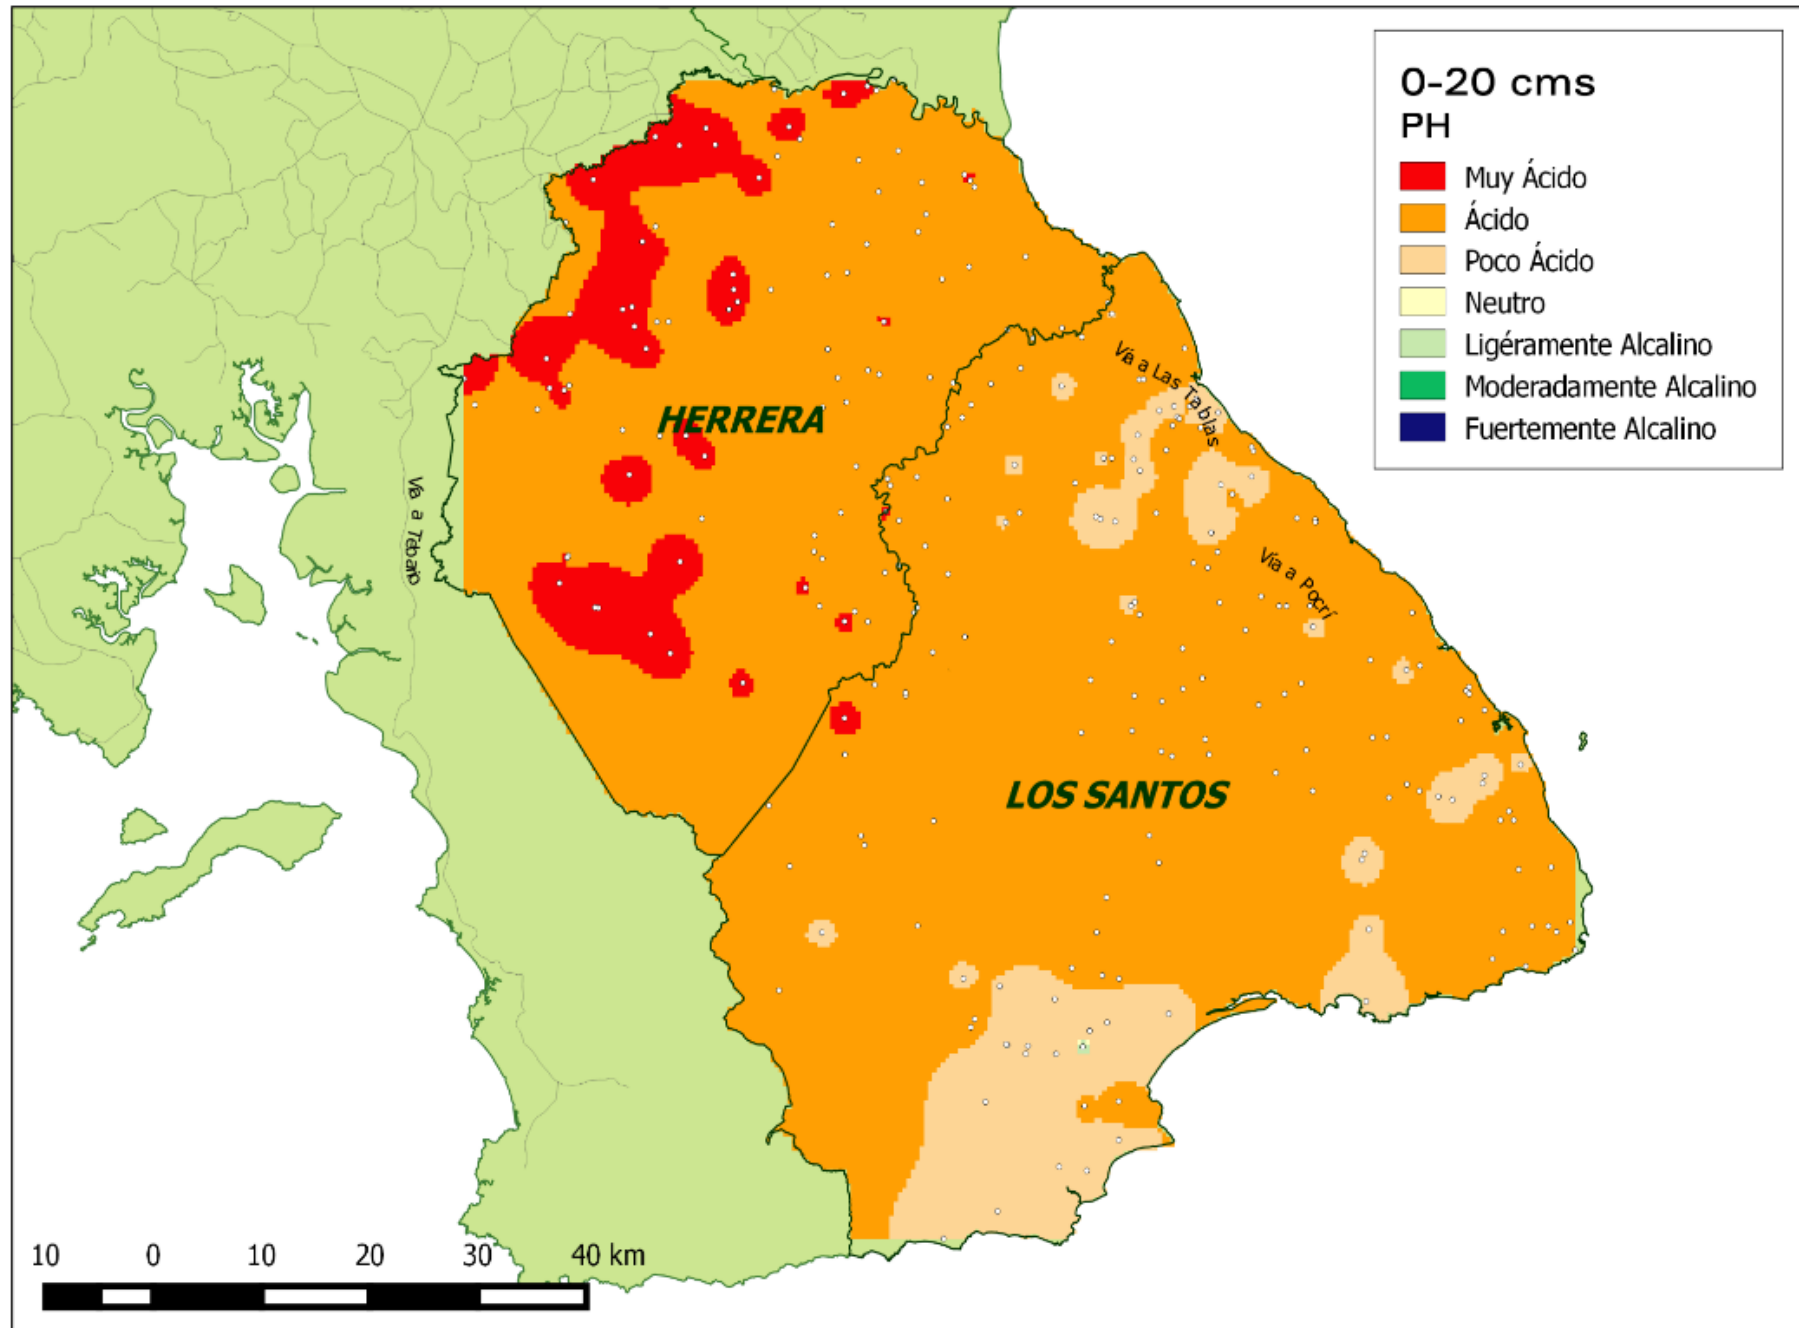 0-20 cms
PH
Muy Ácido
Ácido
Poco Ácido
Neutro
Ligéramente Alcalino
Moderadamente Alcalino
Fuertemente Alcalino
Vía a Las Tablas
HERRERA
Vía a Tebario
Vía a Pocrí
LOS SANTOS
10 0 10 20 30 40 km